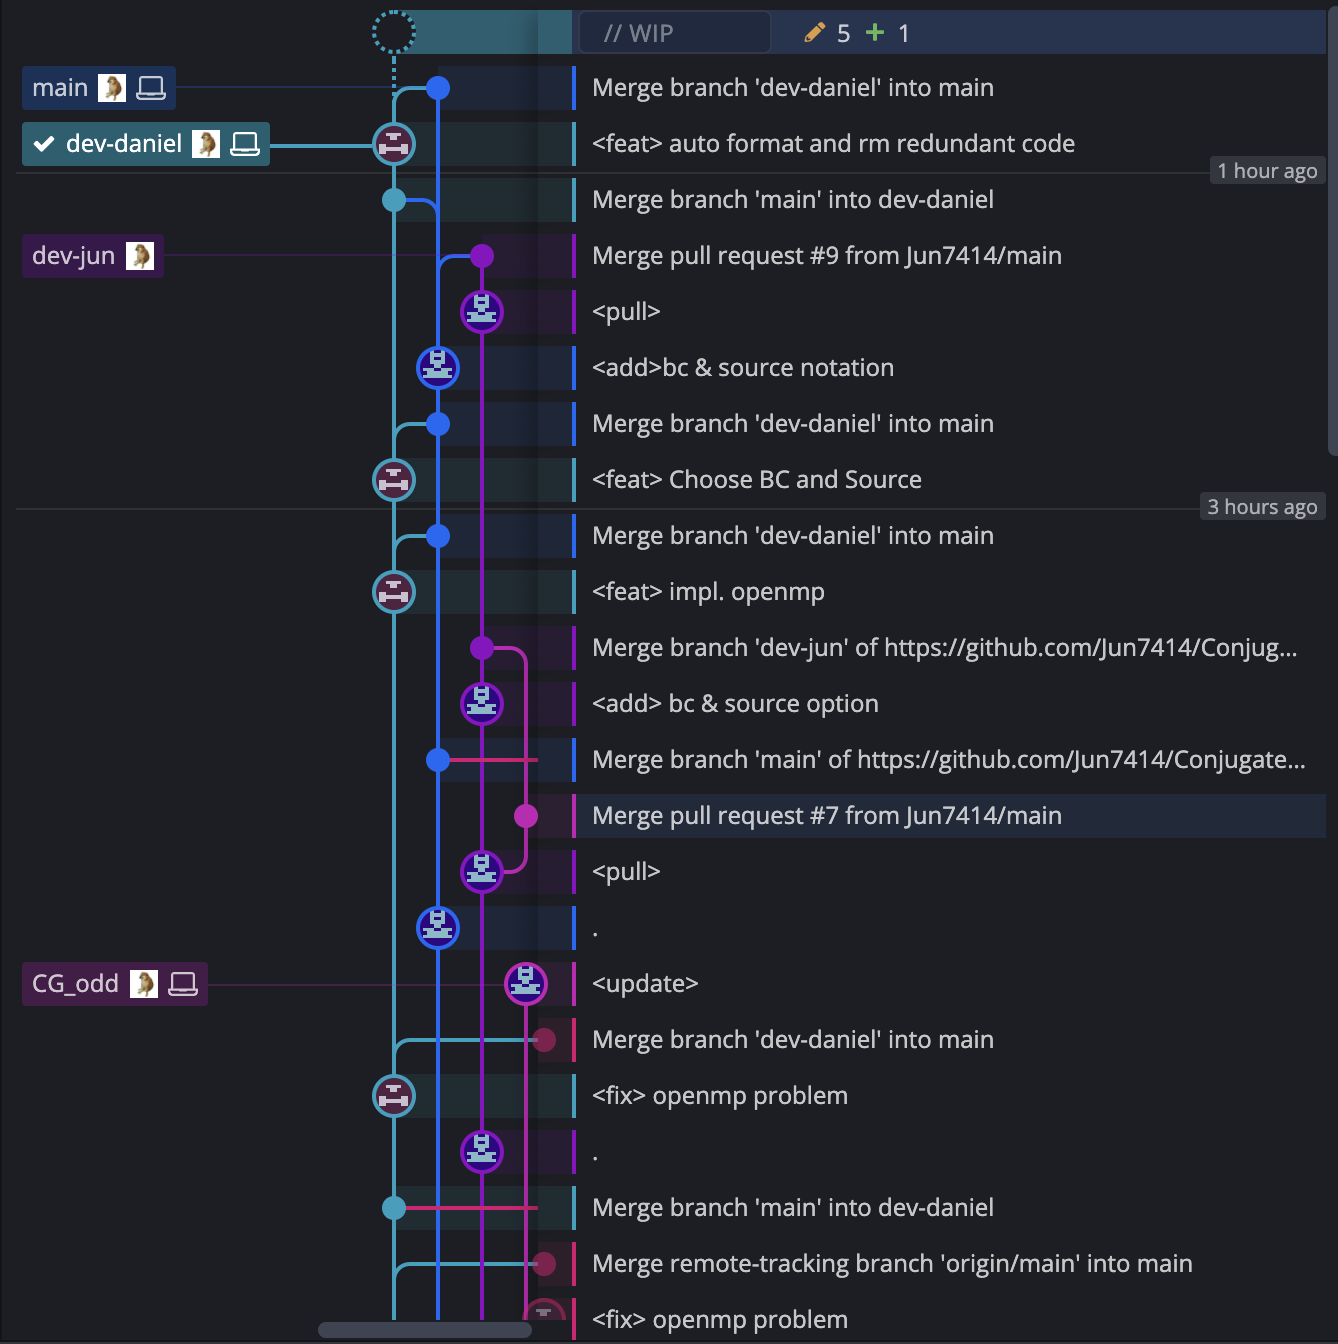 // WIP 5 1
main Merge branch 'dev-daniel' into main
dev-daniel <feat> auto format and rm redundant code
1 hour ago
Merge branch 'main' into dev-daniel
dev-jun Merge pull request #9 from Jun7414/main
<pull>
<add>bc & source notation
Merge branch 'dev-daniel' into main
<feat> Choose BC and Source
3 hours ago
Merge branch 'dev-daniel' into main
<feat> impl. openmp
Merge branch 'dev-jun' of https://github.com/Jun7414/Conjug...
<add> bc & source option
Merge branch 'main' of https://github.com/Jun7414/Conjugate...
Merge pull request #7 from Jun7414/main
<pull>
.
CG_odd <update>
Merge branch 'dev-daniel' into main
<fix> openmp problem
.
Merge branch 'main' into dev-daniel
Merge remote-tracking branch 'origin/main' into main
<fix> openmp problem